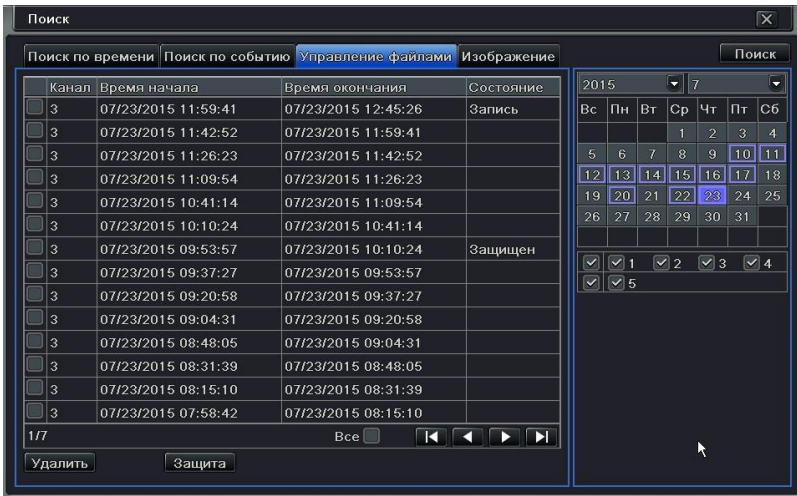 Поиск
Поиск по времени Поиск по событию Управление файлами Изображение Поиск
Канал Время начала Время окончания Состояние
3 07/23/2015 11:59:41 07/23/2015 12:45:26 Запись
3 07/23/2015 11:42:52 07/23/2015 11:59:41
3 07/23/2015 11:26:23 07/23/2015 11:42:52
3 07/23/2015 11:09:54 07/23/2015 11:26:23
3 07/23/2015 10:41:14 07/23/2015 11:09:54
3 07/23/2015 10:10:24 07/23/2015 10:41:14
3 07/23/2015 09:53:57 07/23/2015 10:10:24 Защищен
3 07/23/2015 09:37:27 07/23/2015 09:53:57
3 07/23/2015 09:20:58 07/23/2015 09:37:27
3 07/23/2015 09:04:31 07/23/2015 09:20:58
3 07/23/2015 08:48:05 07/23/2015 09:04:31
3 07/23/2015 08:31:39 07/23/2015 08:48:05
3 07/23/2015 08:15:10 07/23/2015 08:31:39
3 07/23/2015 07:58:42 07/23/2015 08:15:10
1/7 Все
Удалить Защита
2015 7
Вс Пн Вт Ср Чт Пт Сб
1 2 3 4
5 6 7 8 9 10 11
12 13 14 15 16 17 18
19 20 21 22 23 24 25
26 27 28 29 30 31
1 2 3 4
5